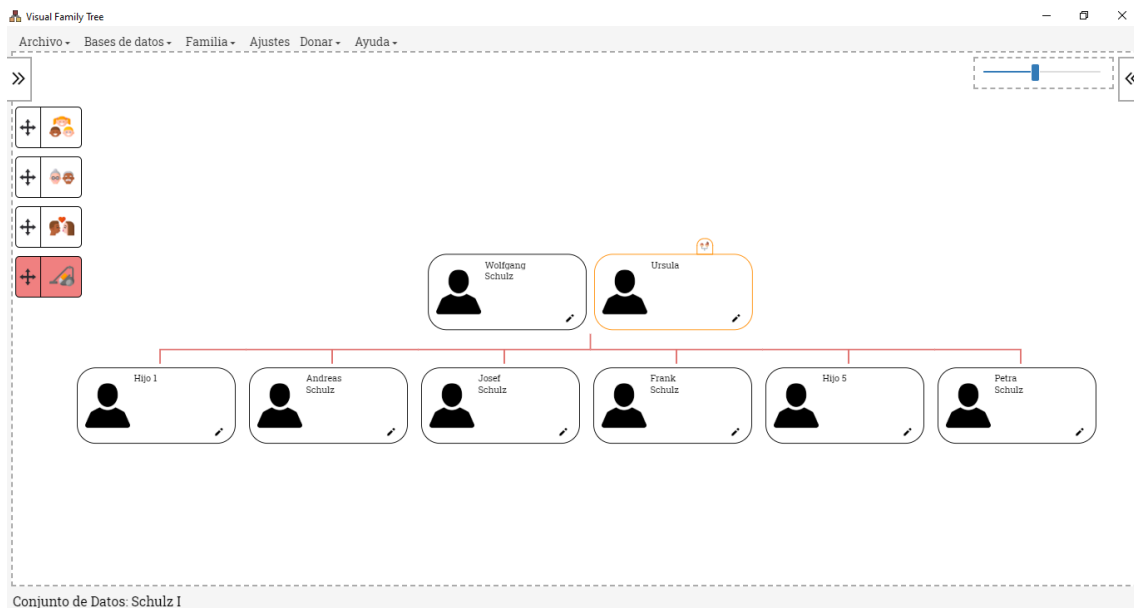 Visual Family Tree
Archivo Bases de datos Familia Ajustes Donar Ayuda
Wolfgang
Schulz
Ursula
Hijo 1
Andreas
Schulz
Josef
Schulz
Frank
Schulz
Hijo 5
Petra
Schulz
Conjunto de Datos: Schulz I